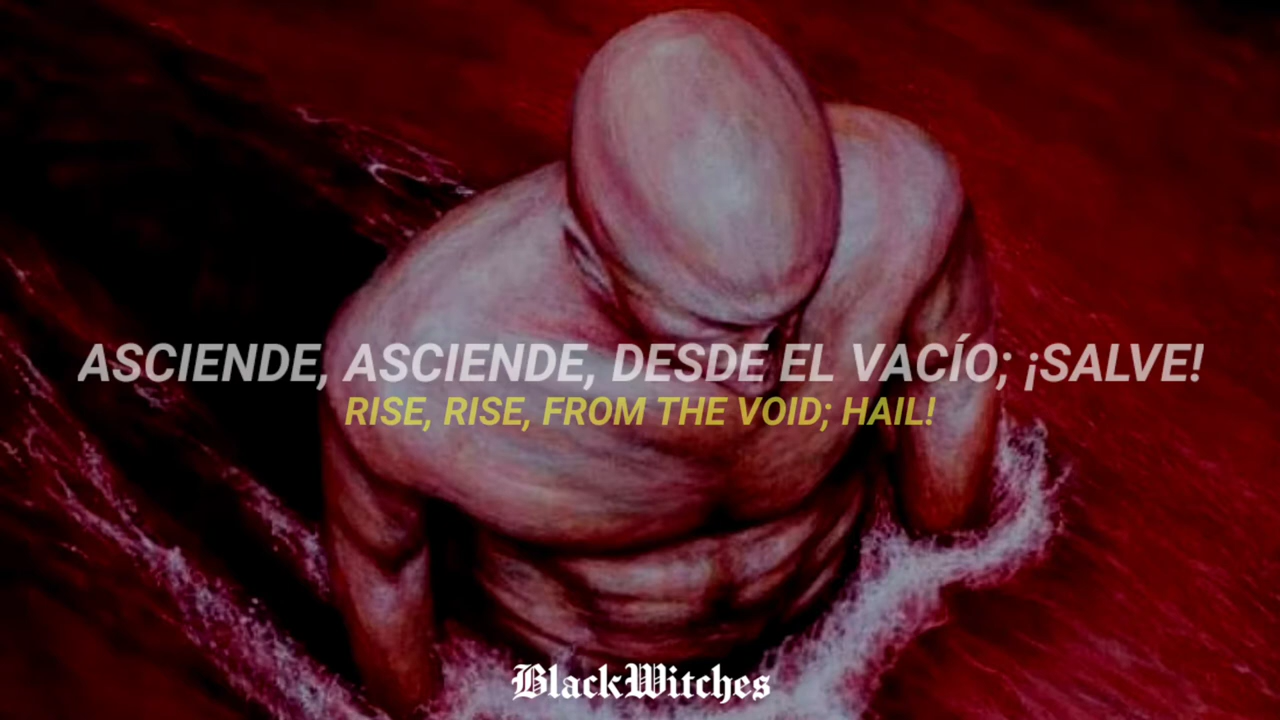 ASCIENDE, ASCIENDE, DESDE EL VACÍO; ¡SALVE!
RISE, RISE, FROM THE VOID; HAIL!
BlackWitches